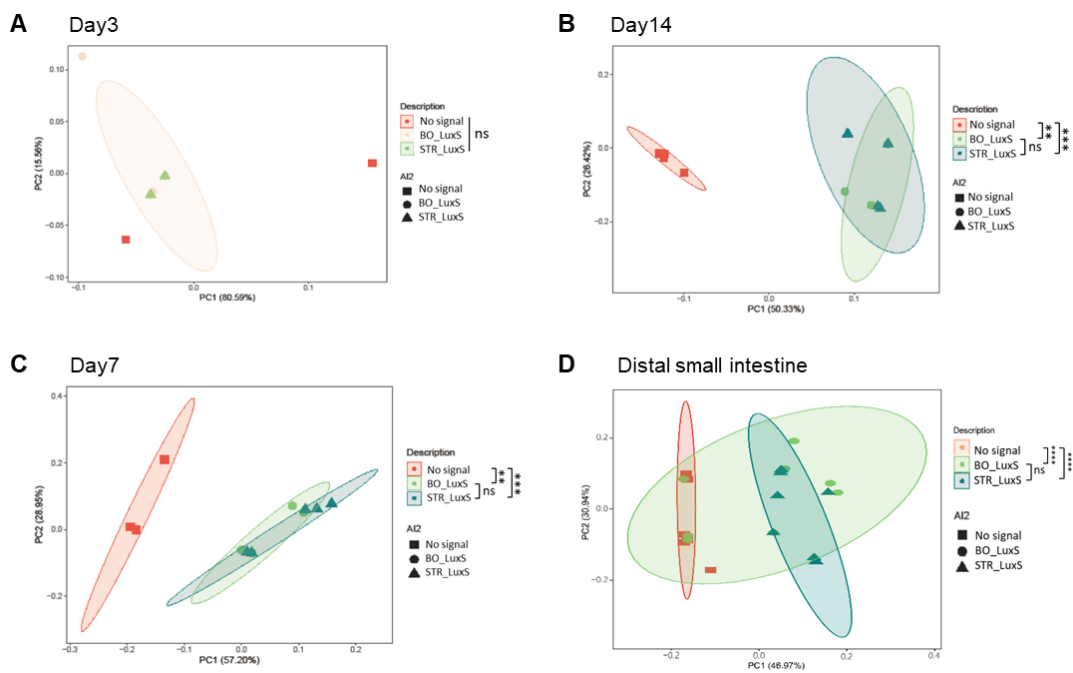 A Day3
PC2 (15.56%)
0.10
0.05
0.00
−0.05
−0.10
−0.1
0.0
0.1
PC1 (80.59%)
Description
No signal
BO_LuxS
STR_LuxS
ns
AI2
No signal
BO_LuxS
STR_LuxS
B Day14
PC2 (26.42%)
0.2
0.0
−0.2
−0.1
0.0
0.1
PC1 (50.33%)
Description
No signal
BO_LuxS
STR_LuxS
ns
**
***
AI2
No signal
BO_LuxS
STR_LuxS
C Day7
PC2 (28.95%)
0.4
0.2
0.0
−0.2
−0.3
−0.2
−0.1
0.0
0.1
0.2
PC1 (57.20%)
Description
No signal
BO_LuxS
STR_LuxS
ns
**
***
AI2
No signal
BO_LuxS
STR_LuxS
D Distal small intestine
PC2 (30.94%)
0.2
0.0
−0.2
−0.2
0.0
0.2
0.4
PC1 (46.97%)
Description
No signal
BO_LuxS
STR_LuxS
ns
****
****
AI2
No signal
BO_LuxS
STR_LuxS